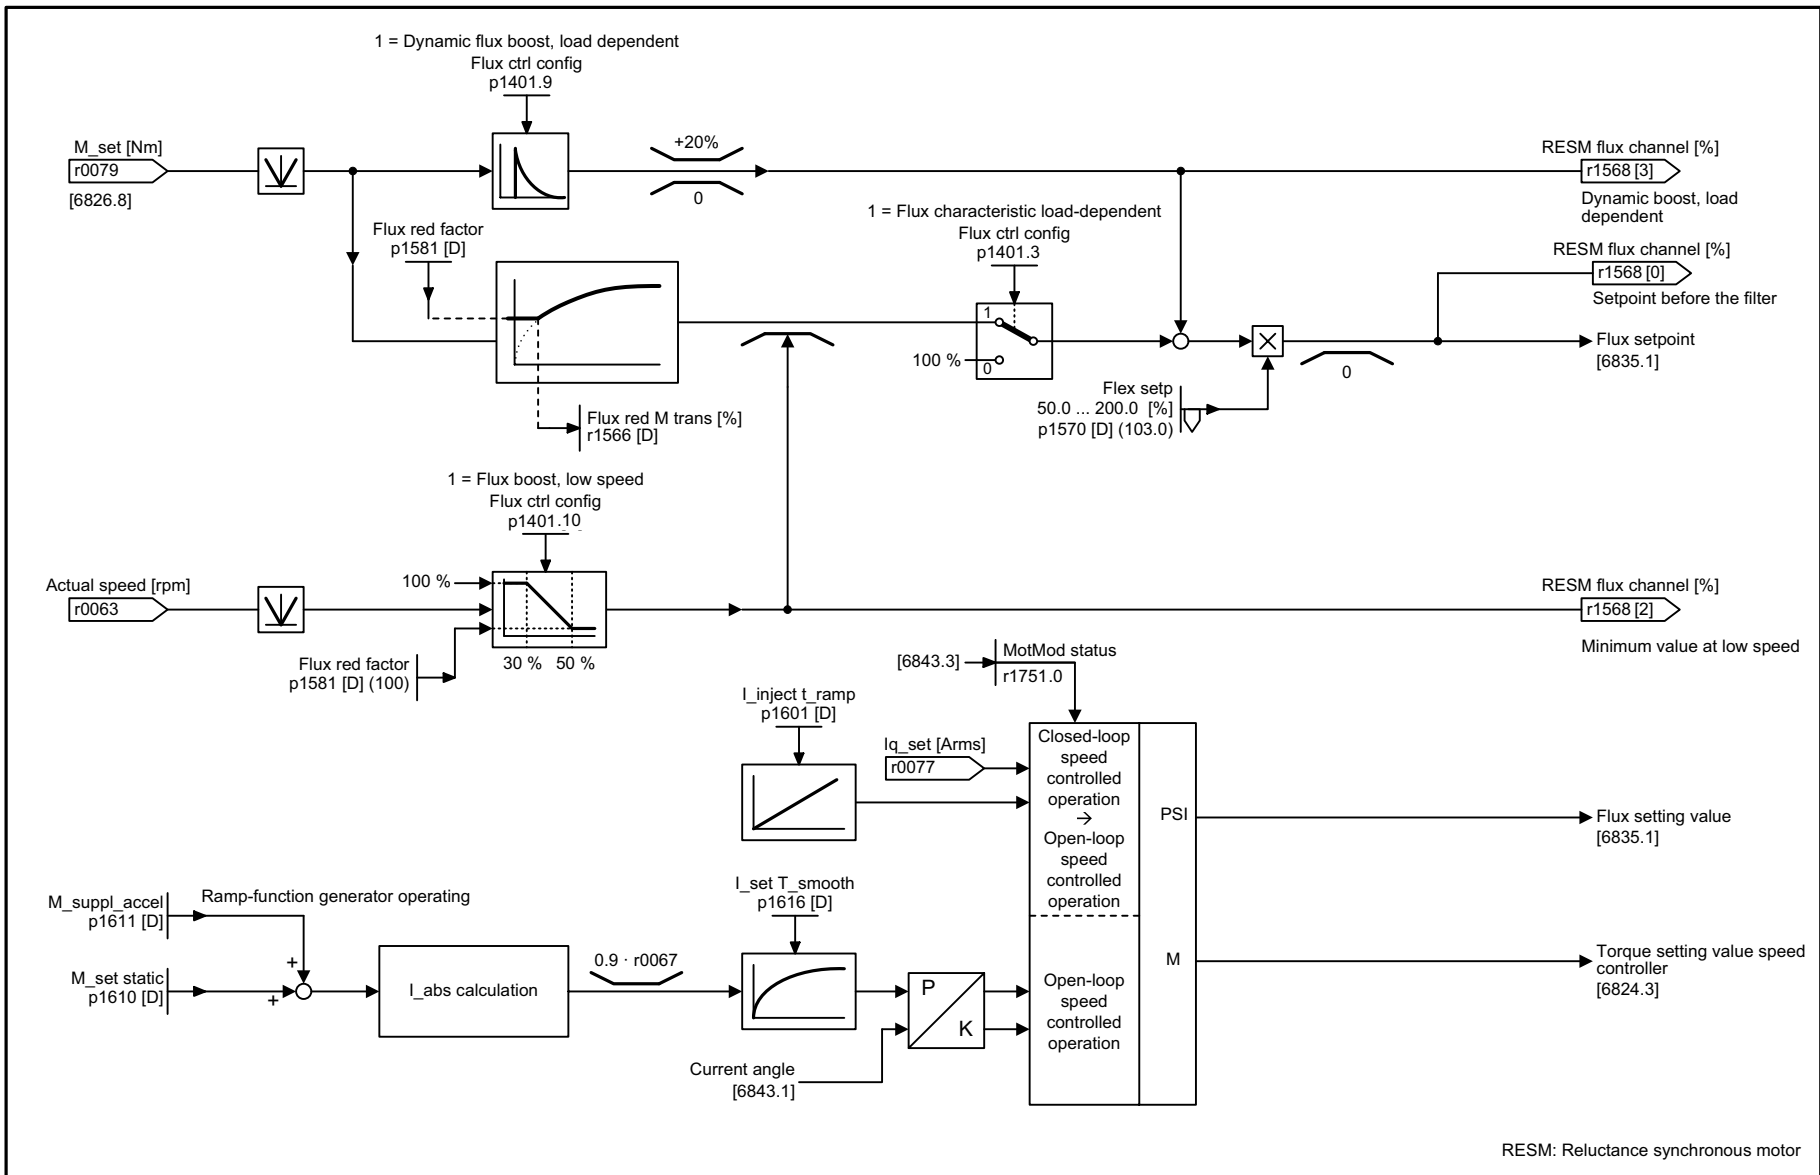 1 = Dynamic flux boost, load dependent
Flux ctrl config
p1401.9
M_set [Nm]
r0079
[6826.8]
+20%
0
RESM flux channel [%]
r1568 [3]
Dynamic boost, load
dependent
Flux red factor
p1581 [D]
1 = Flux characteristic load-dependent
Flux ctrl config
p1401.3
RESM flux channel [%]
r1568 [0]
Setpoint before the filter
1
100 %
0
Flux setpoint
[6835.1]
0
Flex setp
50.0 ... 200.0 [%]
p1570 [D] (103.0)
Flux red M trans [%]
r1566 [D]
1 = Flux boost, low speed
Flux ctrl config
p1401.10
Actual speed [rpm]
r0063
100 %
30 % 50 %
Flux red factor
p1581 [D] (100)
RESM flux channel [%]
r1568 [2]
Minimum value at low speed
[6843.3]
MotMod status
r1751.0
I_inject t_ramp
p1601 [D]
Iq_set [Arms]
r0077
Closed-loop
speed
controlled
operation
→
Open-loop
speed
controlled
operation
PSI
Flux setting value
[6835.1]
M_suppl_accel
p1611 [D]
Ramp-function generator operating
+
M_set static
p1610 [D]
+
I_abs calculation
0.9 · r0067
I_set T_smooth
p1616 [D]
P
K
Current angle
[6843.1]
Open-loop
speed
controlled
operation
M
Torque setting value speed
controller
[6824.3]
RESM: Reluctance synchronous motor